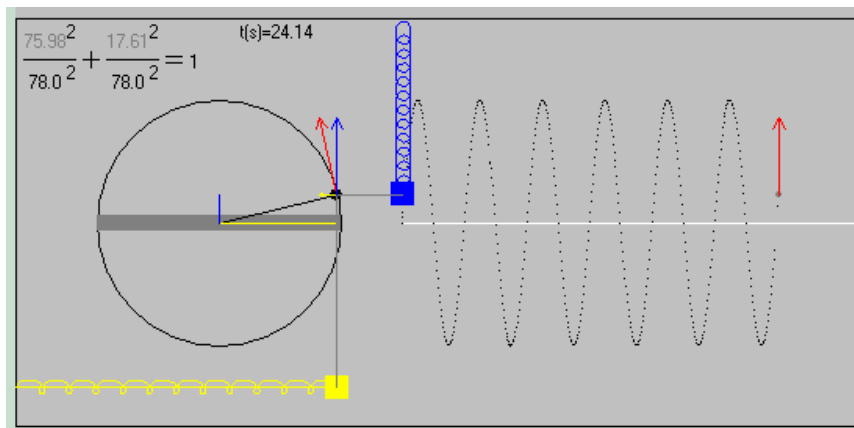 t(s)=24.14
75.98² / 78.0² + 17.61² / 78.0² = 1